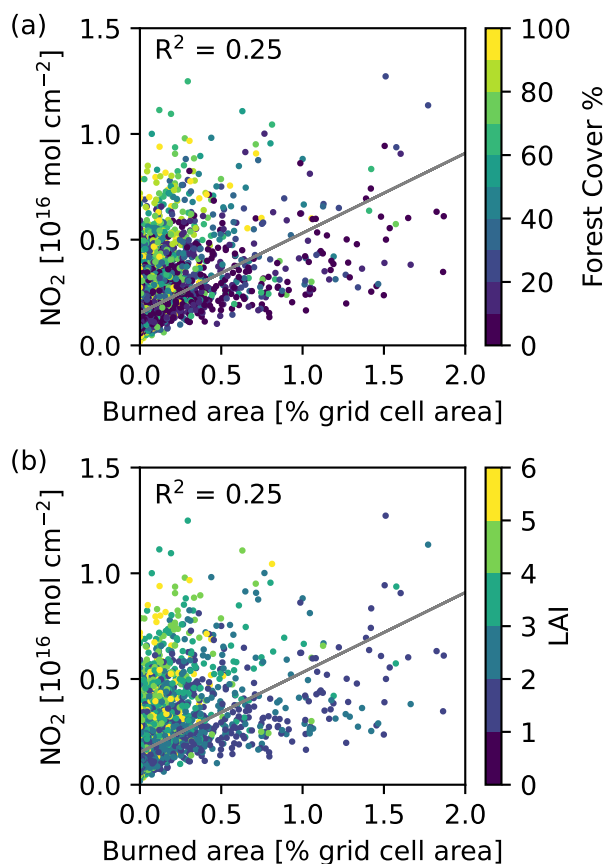 (a)
R² = 0.25
1.5
1.0
0.5
0.0
NO₂ [10¹⁶ mol cm⁻²]
0.0 0.5 1.0 1.5 2.0
Burned area [% grid cell area]
100
80
60
40
20
0
Forest Cover %
(b)
R² = 0.25
1.5
1.0
0.5
0.0
NO₂ [10¹⁶ mol cm⁻²]
0.0 0.5 1.0 1.5 2.0
Burned area [% grid cell area]
6
5
4
3
2
1
0
LAI